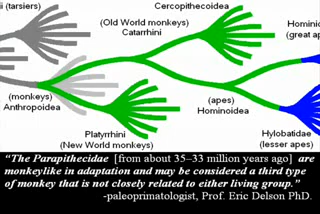 ii (tarsiers)
Cercopithecoidea
(Old World monkeys)
Catarrhini
Hominid
(great ap
(monkeys)
Anthropoidea
(apes)
Hominoidea
Platyrrhini
(New World monkeys)
Hylobatidae
(lesser apes)
“The Parapithecidae [from about 35–33 million years ago] are
monkeylike in adaptation and may be considered a third type
of monkey that is not closely related to either living group.”
-paleoprimatologist, Prof. Eric Delson PhD.